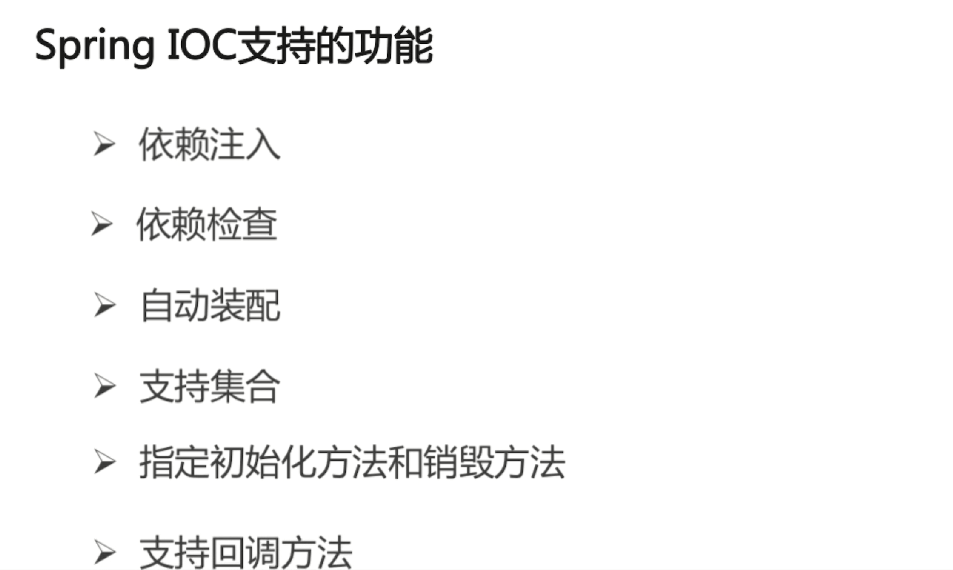 Spring IOC支持的功能
依赖注入
依赖检查
自动装配
支持集合
指定初始化方法和销毁方法
支持回调方法